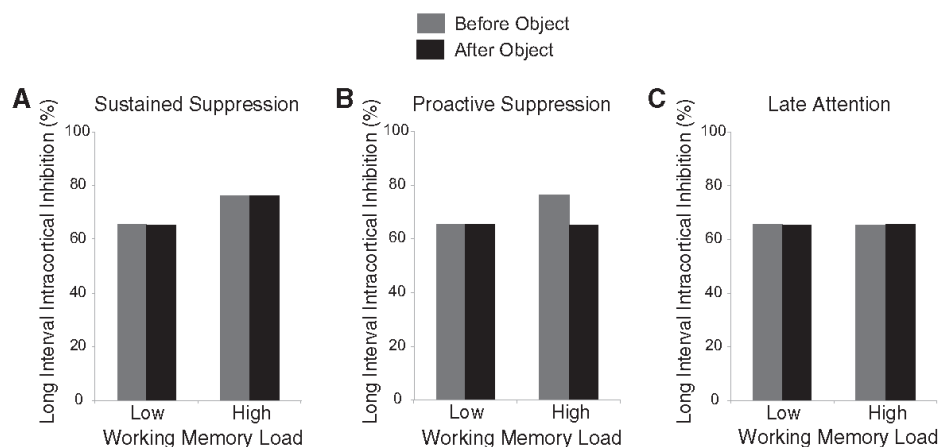 Before Object
After Object
A
Sustained Suppression
Long Interval Intracortical Inhibition (%)
100
80
60
40
20
0
Low
High
Working Memory Load
B
Proactive Suppression
Long Interval Intracortical Inhibition (%)
100
80
60
40
20
0
Low
High
Working Memory Load
C
Late Attention
Long Interval Intracortical Inhibition (%)
100
80
60
40
20
0
Low
High
Working Memory Load